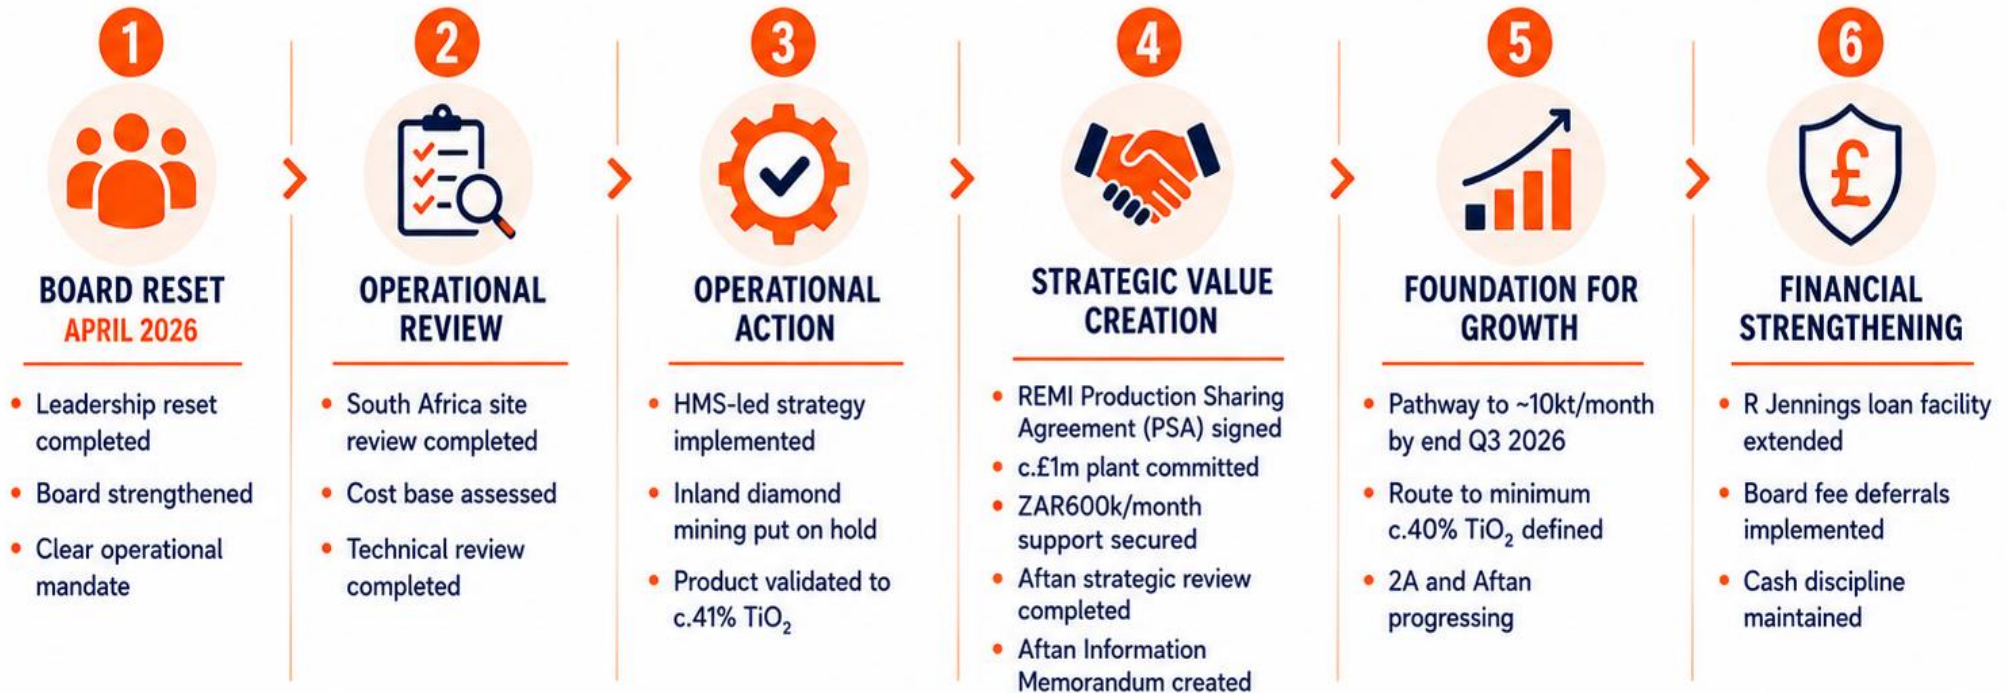 1
BOARD RESET
APRIL 2026
• Leadership reset
completed
• Board strengthened
• Clear operational
mandate
2
OPERATIONAL
REVIEW
• South Africa site
review completed
• Cost base assessed
• Technical review
completed
3
OPERATIONAL
ACTION
• HMS-led strategy
implemented
• Inland diamond
mining put on hold
• Product validated to
c.41% TiO₂
4
STRATEGIC VALUE
CREATION
• REMI Production Sharing
Agreement (PSA) signed
• c.£1m plant committed
• ZAR600k/month
support secured
• Aftan strategic review
completed
• Aftan Information
Memorandum created
5
FOUNDATION FOR
GROWTH
• Pathway to ~10kt/month
by end Q3 2026
• Route to minimum
c.40% TiO₂ defined
• 2A and Aftan
progressing
6
£
FINANCIAL
STRENGTHENING
• R Jennings loan facility
extended
• Board fee deferrals
implemented
• Cash discipline
maintained